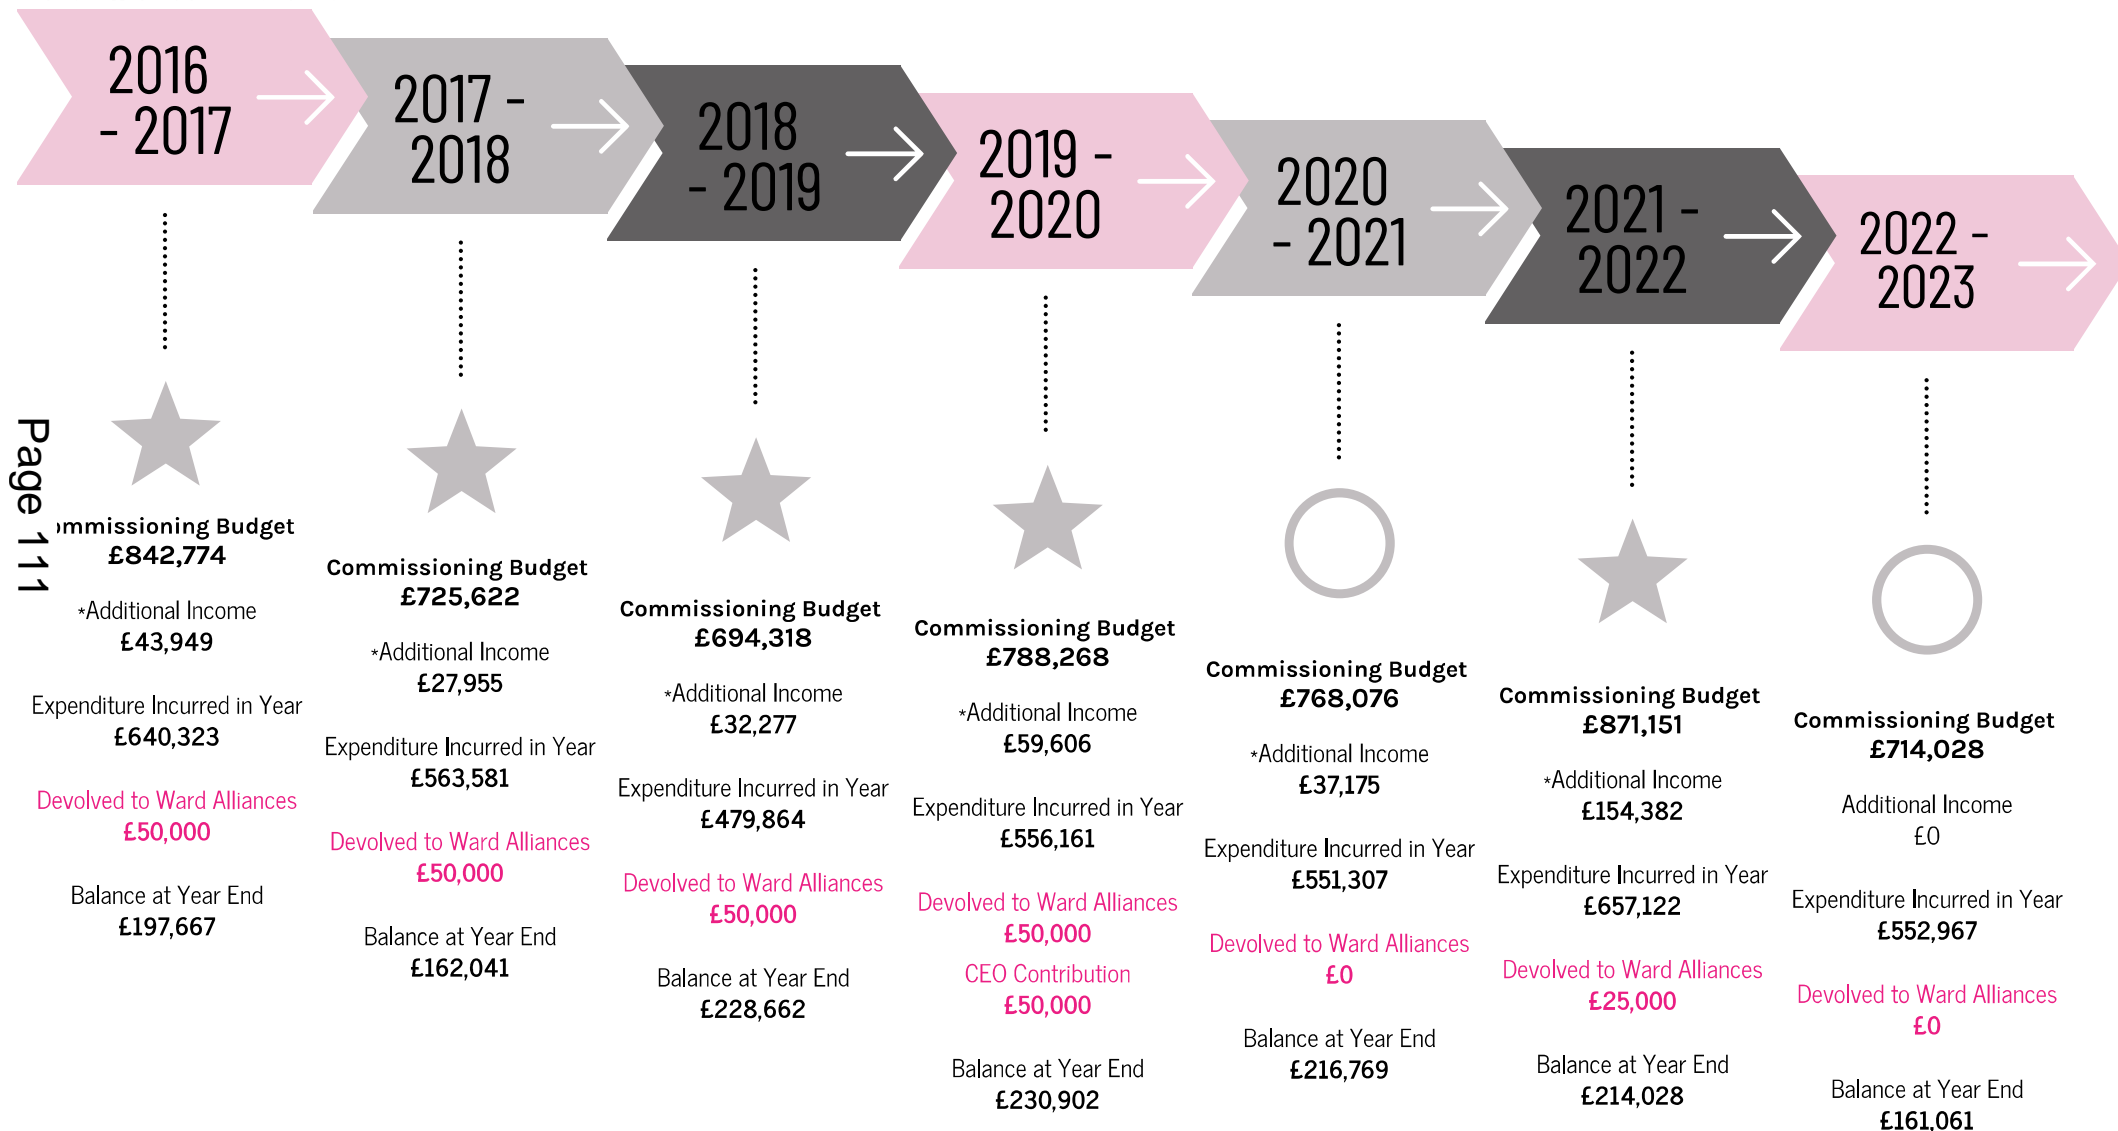 2016
- 2017
2017 -
2018
2018
- 2019
2019 -
2020
2020
- 2021
2021 -
2022
2022 -
2023
Page 111
ommissioning Budget
£842,774
*Additional Income
£43,949
Expenditure Incurred in Year
£640,323
Devolved to Ward Alliances
£50,000
Balance at Year End
£197,667
Commissioning Budget
£725,622
*Additional Income
£27,955
Expenditure Incurred in Year
£563,581
Devolved to Ward Alliances
£50,000
Balance at Year End
£162,041
Commissioning Budget
£694,318
*Additional Income
£32,277
Expenditure Incurred in Year
£479,864
Devolved to Ward Alliances
£50,000
Balance at Year End
£228,662
Commissioning Budget
£788,268
*Additional Income
£59,606
Expenditure Incurred in Year
£556,161
Devolved to Ward Alliances
£50,000
CEO Contribution
£50,000
Balance at Year End
£230,902
Commissioning Budget
£768,076
*Additional Income
£37,175
Expenditure Incurred in Year
£551,307
Devolved to Ward Alliances
£0
Balance at Year End
£216,769
Commissioning Budget
£871,151
*Additional Income
£154,382
Expenditure Incurred in Year
£657,122
Devolved to Ward Alliances
£25,000
Balance at Year End
£214,028
Commissioning Budget
£714,028
Additional Income
£0
Expenditure Incurred in Year
£552,967
Devolved to Ward Alliances
£0
Balance at Year End
£161,061